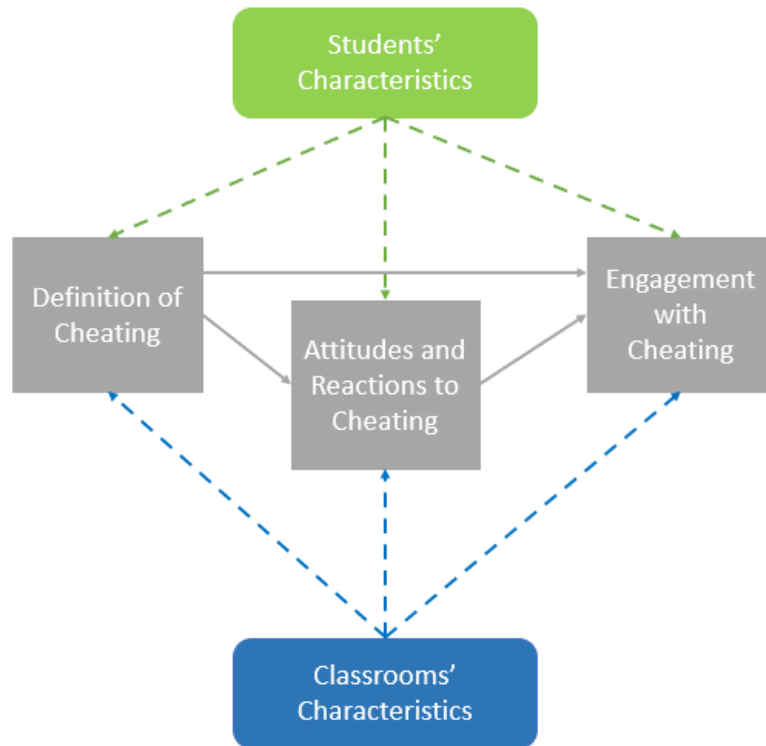 Students’
Characteristics
Definition of
Cheating
Attitudes and
Reactions to
Cheating
Engagement
with
Cheating
Classrooms’
Characteristics